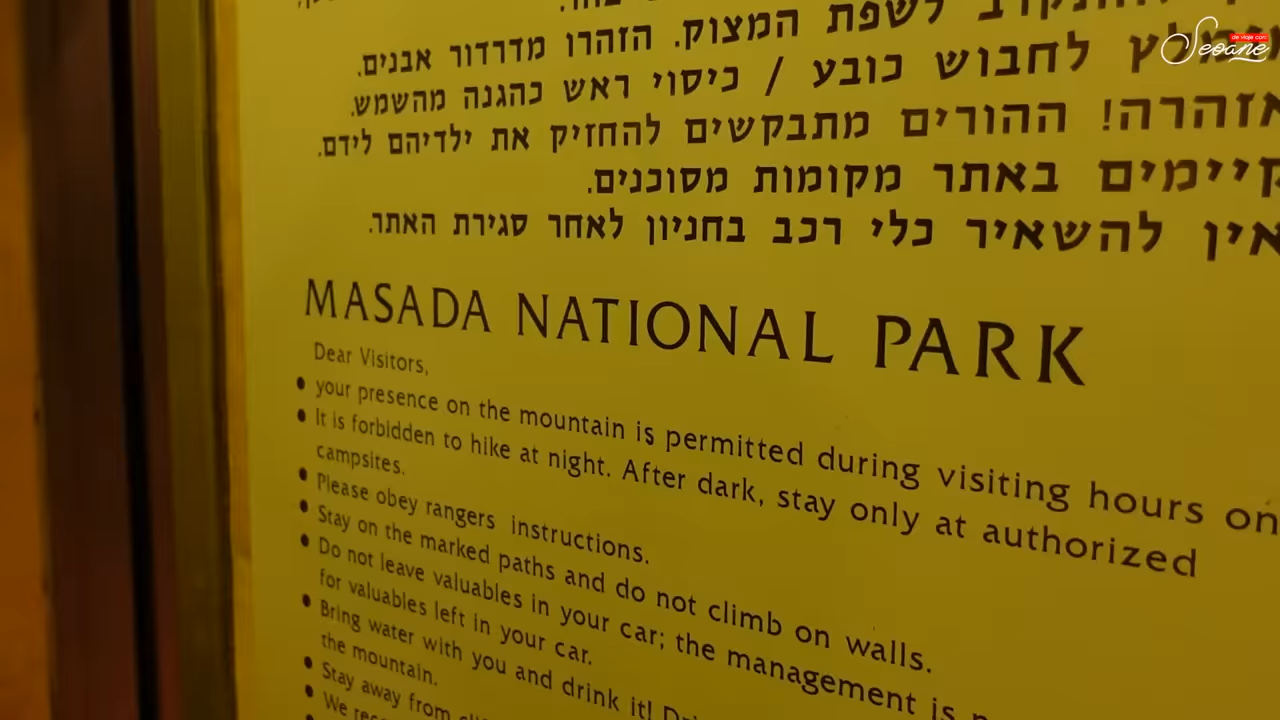 לשפת המצוק. הזהרו מדרדור אבנים.
לחבוש כובע / כיסוי ראש כהגנה מהשמש.
אזהרה! ההורים מתבקשים להחזיק את ילדיהם לידם.
קיימים באתר מקומות מסוכנים.
אין להשאיר כלי רכב בחניון לאחר סגירת האתר.
MASADA NATIONAL PARK
Dear Visitors,
• your presence on the mountain is permitted during visiting hours on
• It is forbidden to hike at night. After dark, stay only at authorized
campsites.
• Please obey rangers instructions.
• Stay on the marked paths and do not climb on walls.
• Do not leave valuables in your car; the management is
for valuables left in your car.
• Bring water with you and drink it!
the mountain.
• Stay away from
• We
de viaje con:
Seoane